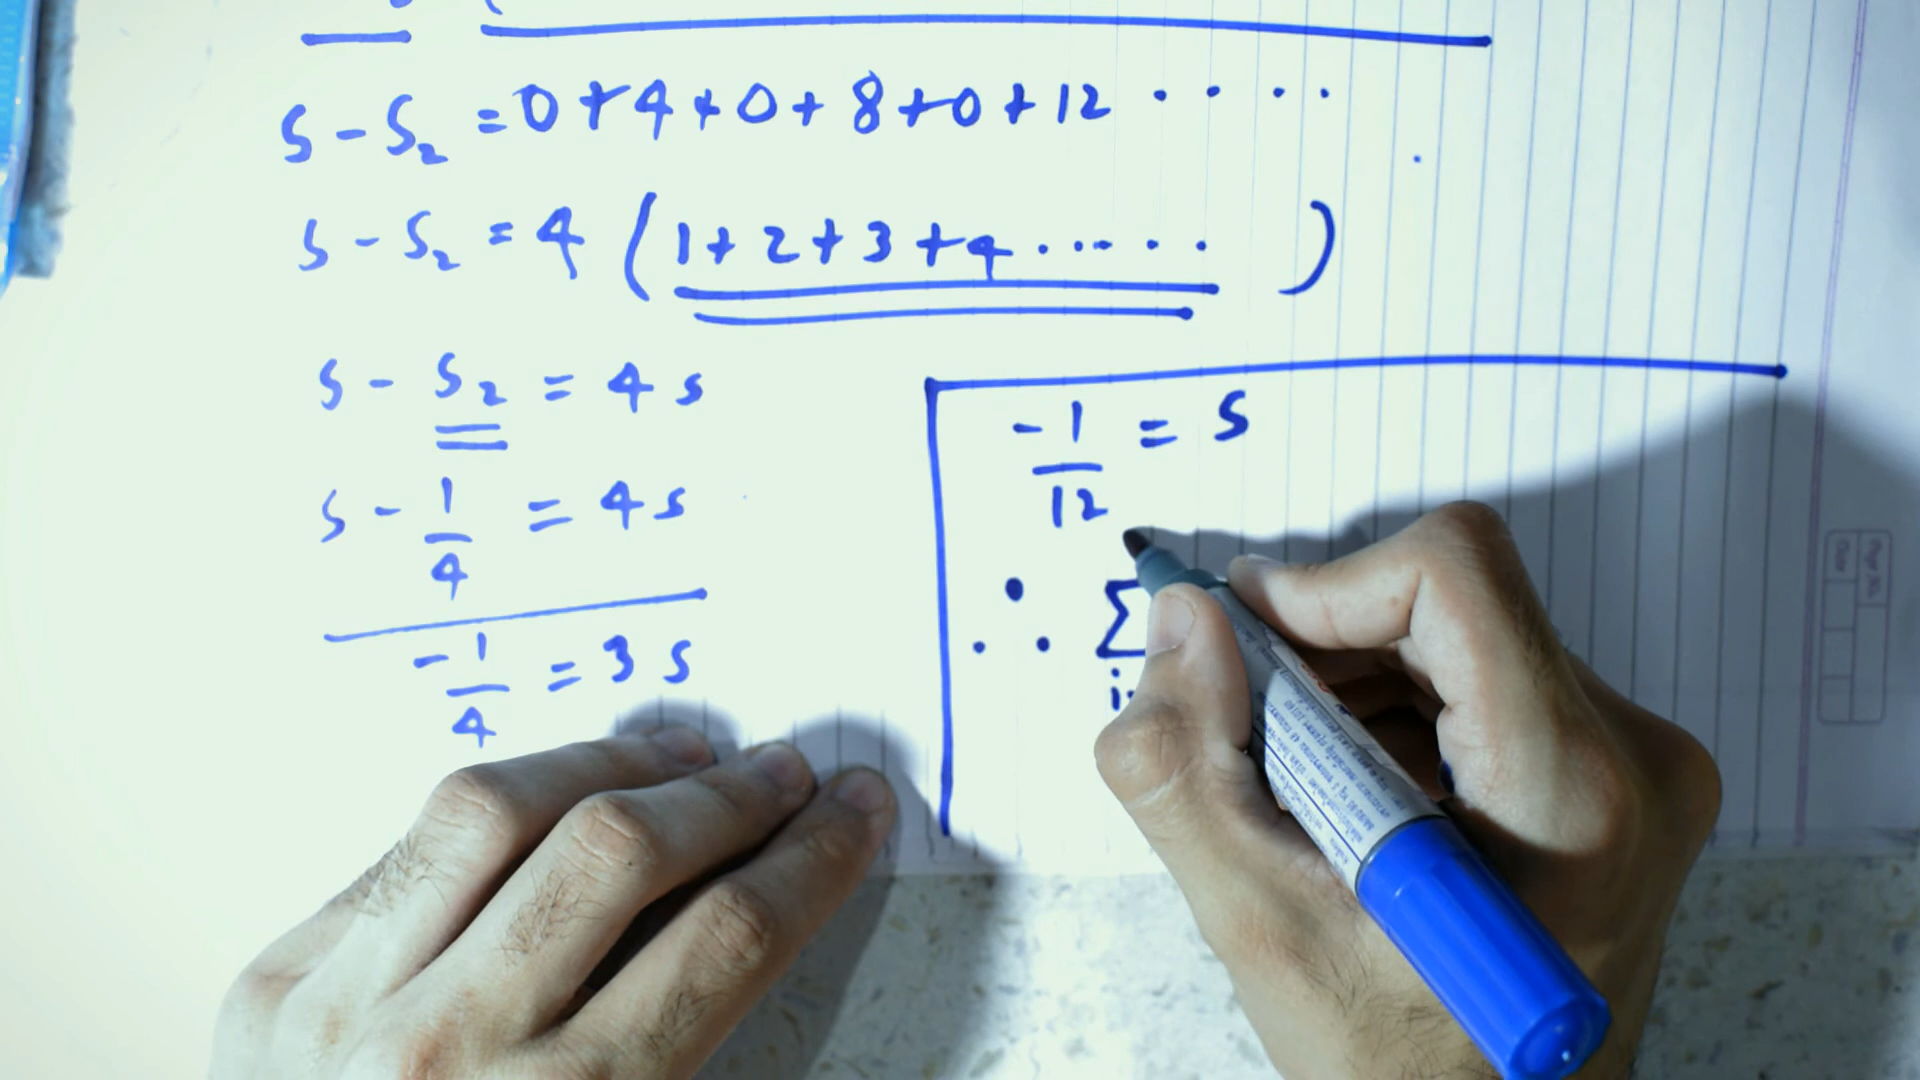 S - S₂ = 0 + 4 + 0 + 8 + 0 + 12 . . . .
S - S₂ = 4 ( 1 + 2 + 3 + 4 ...... )
S - S₂ = 4 S
S - 1/4 = 4 S
-1/4 = 3 S
-1/12 = S
∴ Σ
i